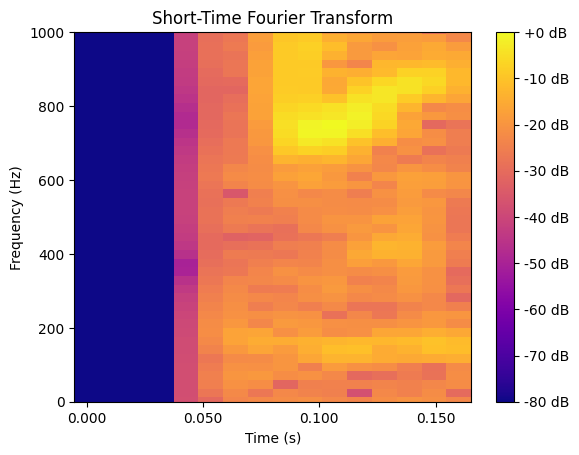 Short-Time Fourier Transform
1000
800
600
400
200
0
Frequency (Hz)
0.000
0.050
0.100
0.150
Time (s)
+0 dB
-10 dB
-20 dB
-30 dB
-40 dB
-50 dB
-60 dB
-70 dB
-80 dB